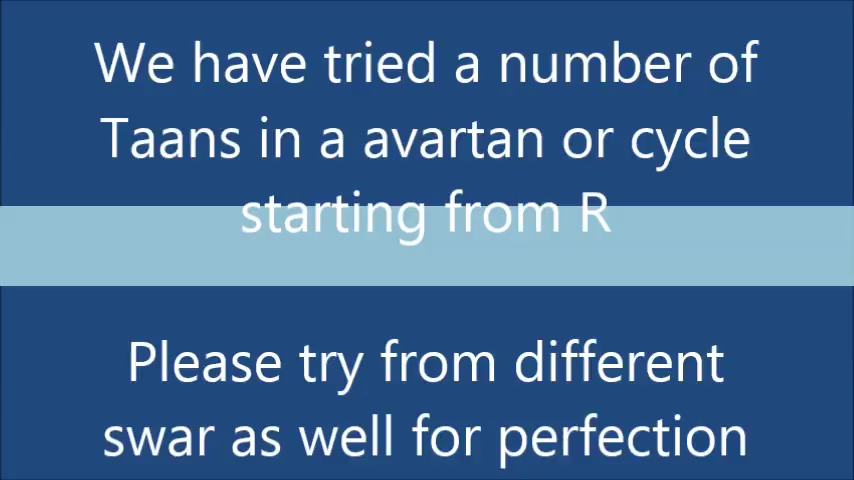 We have tried a number of
Taans in a avartan or cycle
starting from R
Please try from different
swar as well for perfection